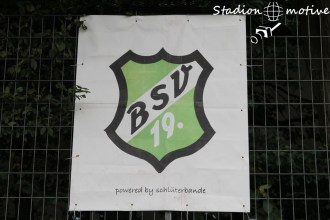 Stadion
motive
BSV
19.
powered by schlüterbande